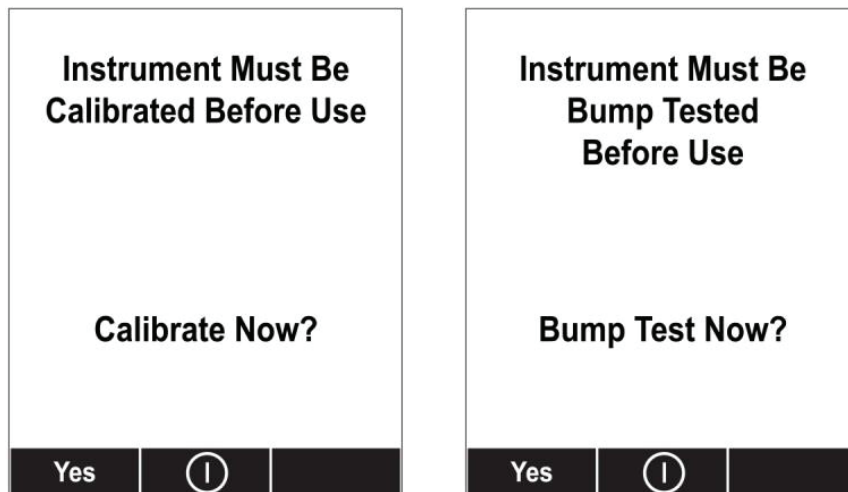 Instrument Must Be
Calibrated Before Use
Calibrate Now?
Yes
Instrument Must Be
Bump Tested
Before Use
Bump Test Now?
Yes